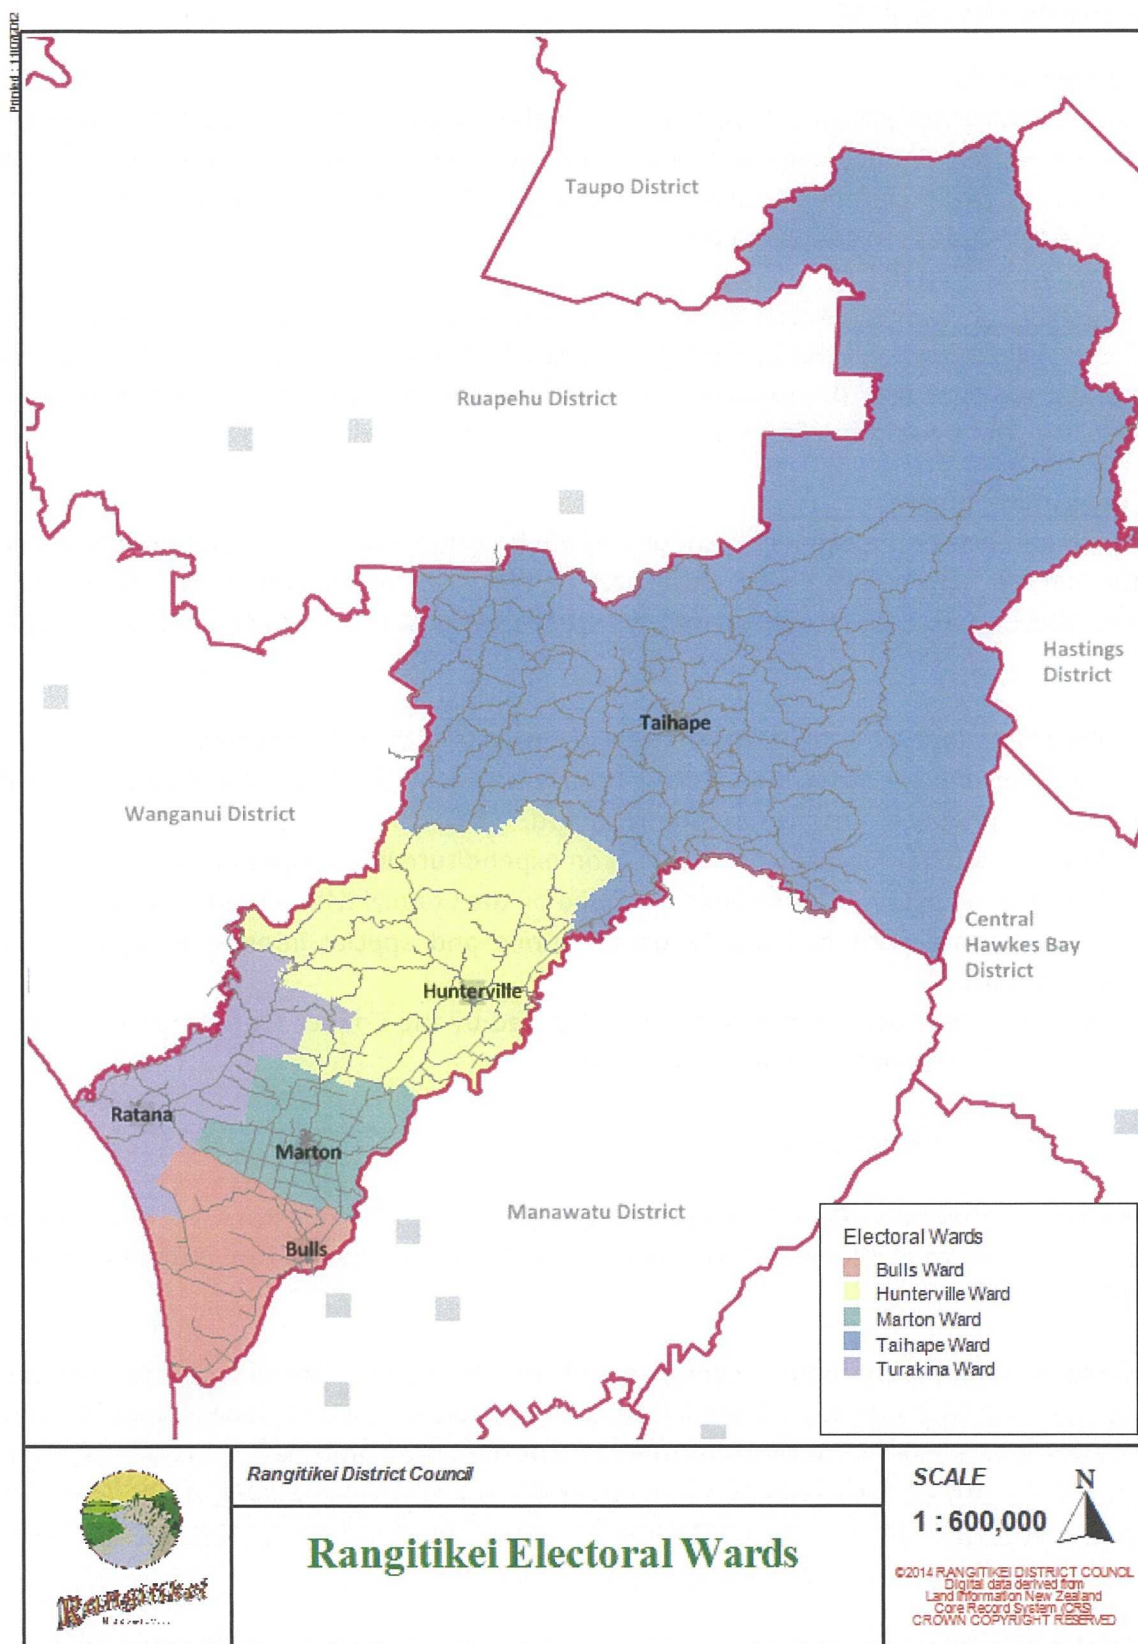 Taupo District
Ruapehu District
Hastings
District
Taihape
Wanganui District
Central
Hawkes Bay
District
Hunterville
Ratana
Marton
Manawatu District
Bulls
Electoral Wards
Bulls Ward
Hunterville Ward
Marton Ward
Taihape Ward
Turakina Ward
Rangitikei District Council
Rangitikei Electoral Wards
SCALE
N
1 : 600,000
©2014 RANGITIKEI DISTRICT COUNCIL
Digital data derived from
Land Information New Zealand
Core Record System (CRS)
CROWN COPYRIGHT RESERVED
Rangitikei